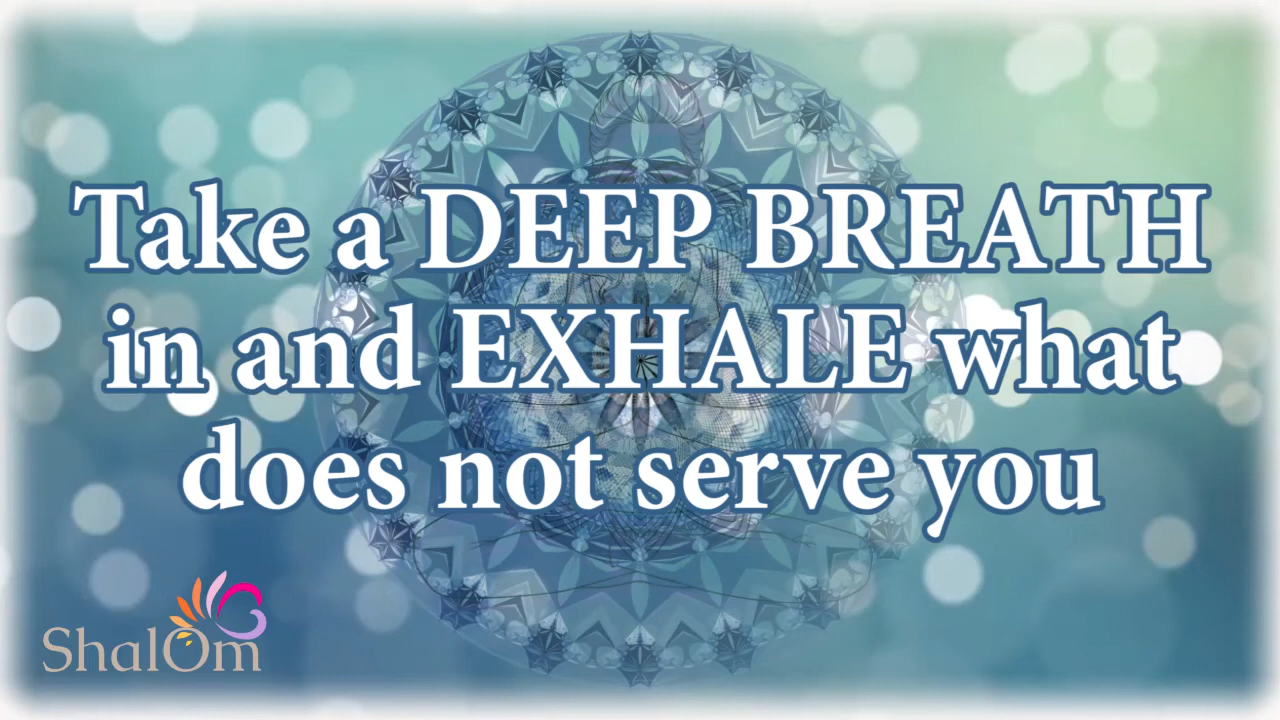 Take a DEEP BREATH
in and EXHALE what
does not serve you
ShalOm